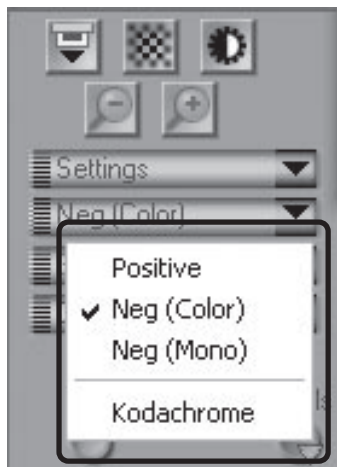 Settings
Neg (Color)
Positive
Neg (Color)
Neg (Mono)
Kodachrome